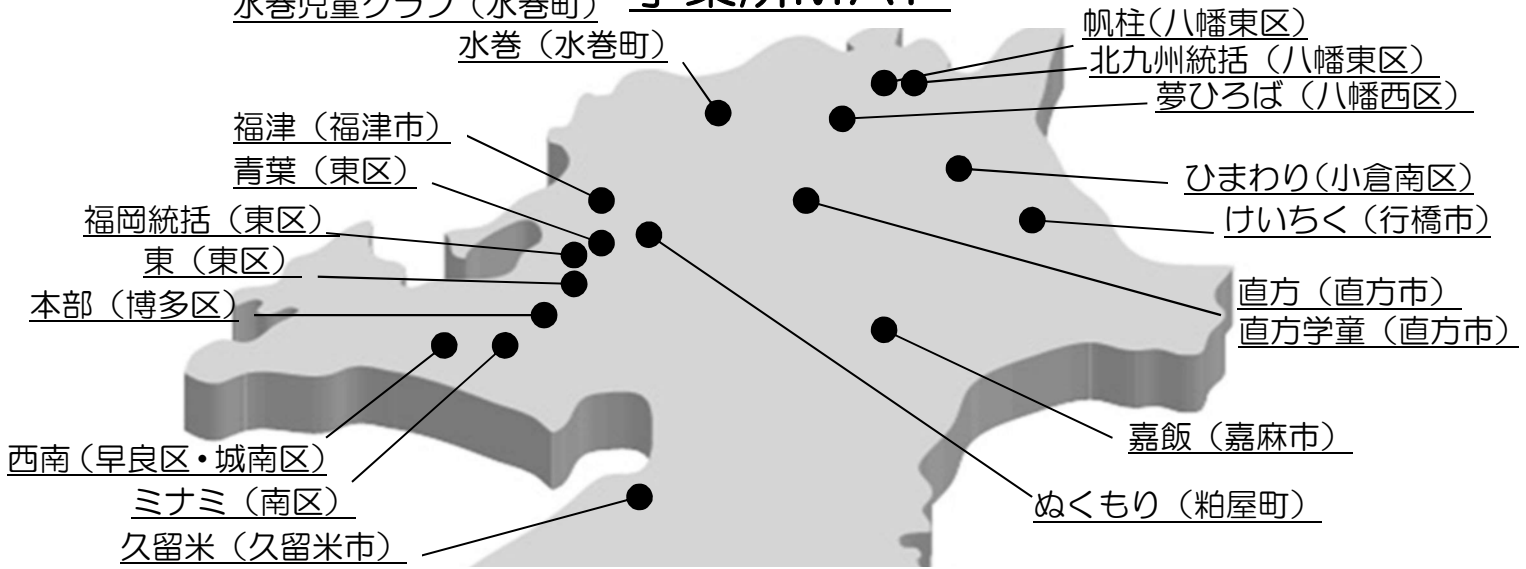 水巻児童クラブ（水巻町）
事業所MAP
水巻（水巻町）
帆柱（八幡東区）
北九州統括（八幡東区）
夢ひろば（八幡西区）
福津（福津市）
青葉（東区）
ひまわり（小倉南区）
福岡統括（東区）
けいちく（行橋市）
東（東区）
本部（博多区）
直方（直方市）
直方学童（直方市）
嘉飯（嘉麻市）
西南（早良区・城南区）
ミナミ（南区）
ぬくもり（粕屋町）
久留米（久留米市）